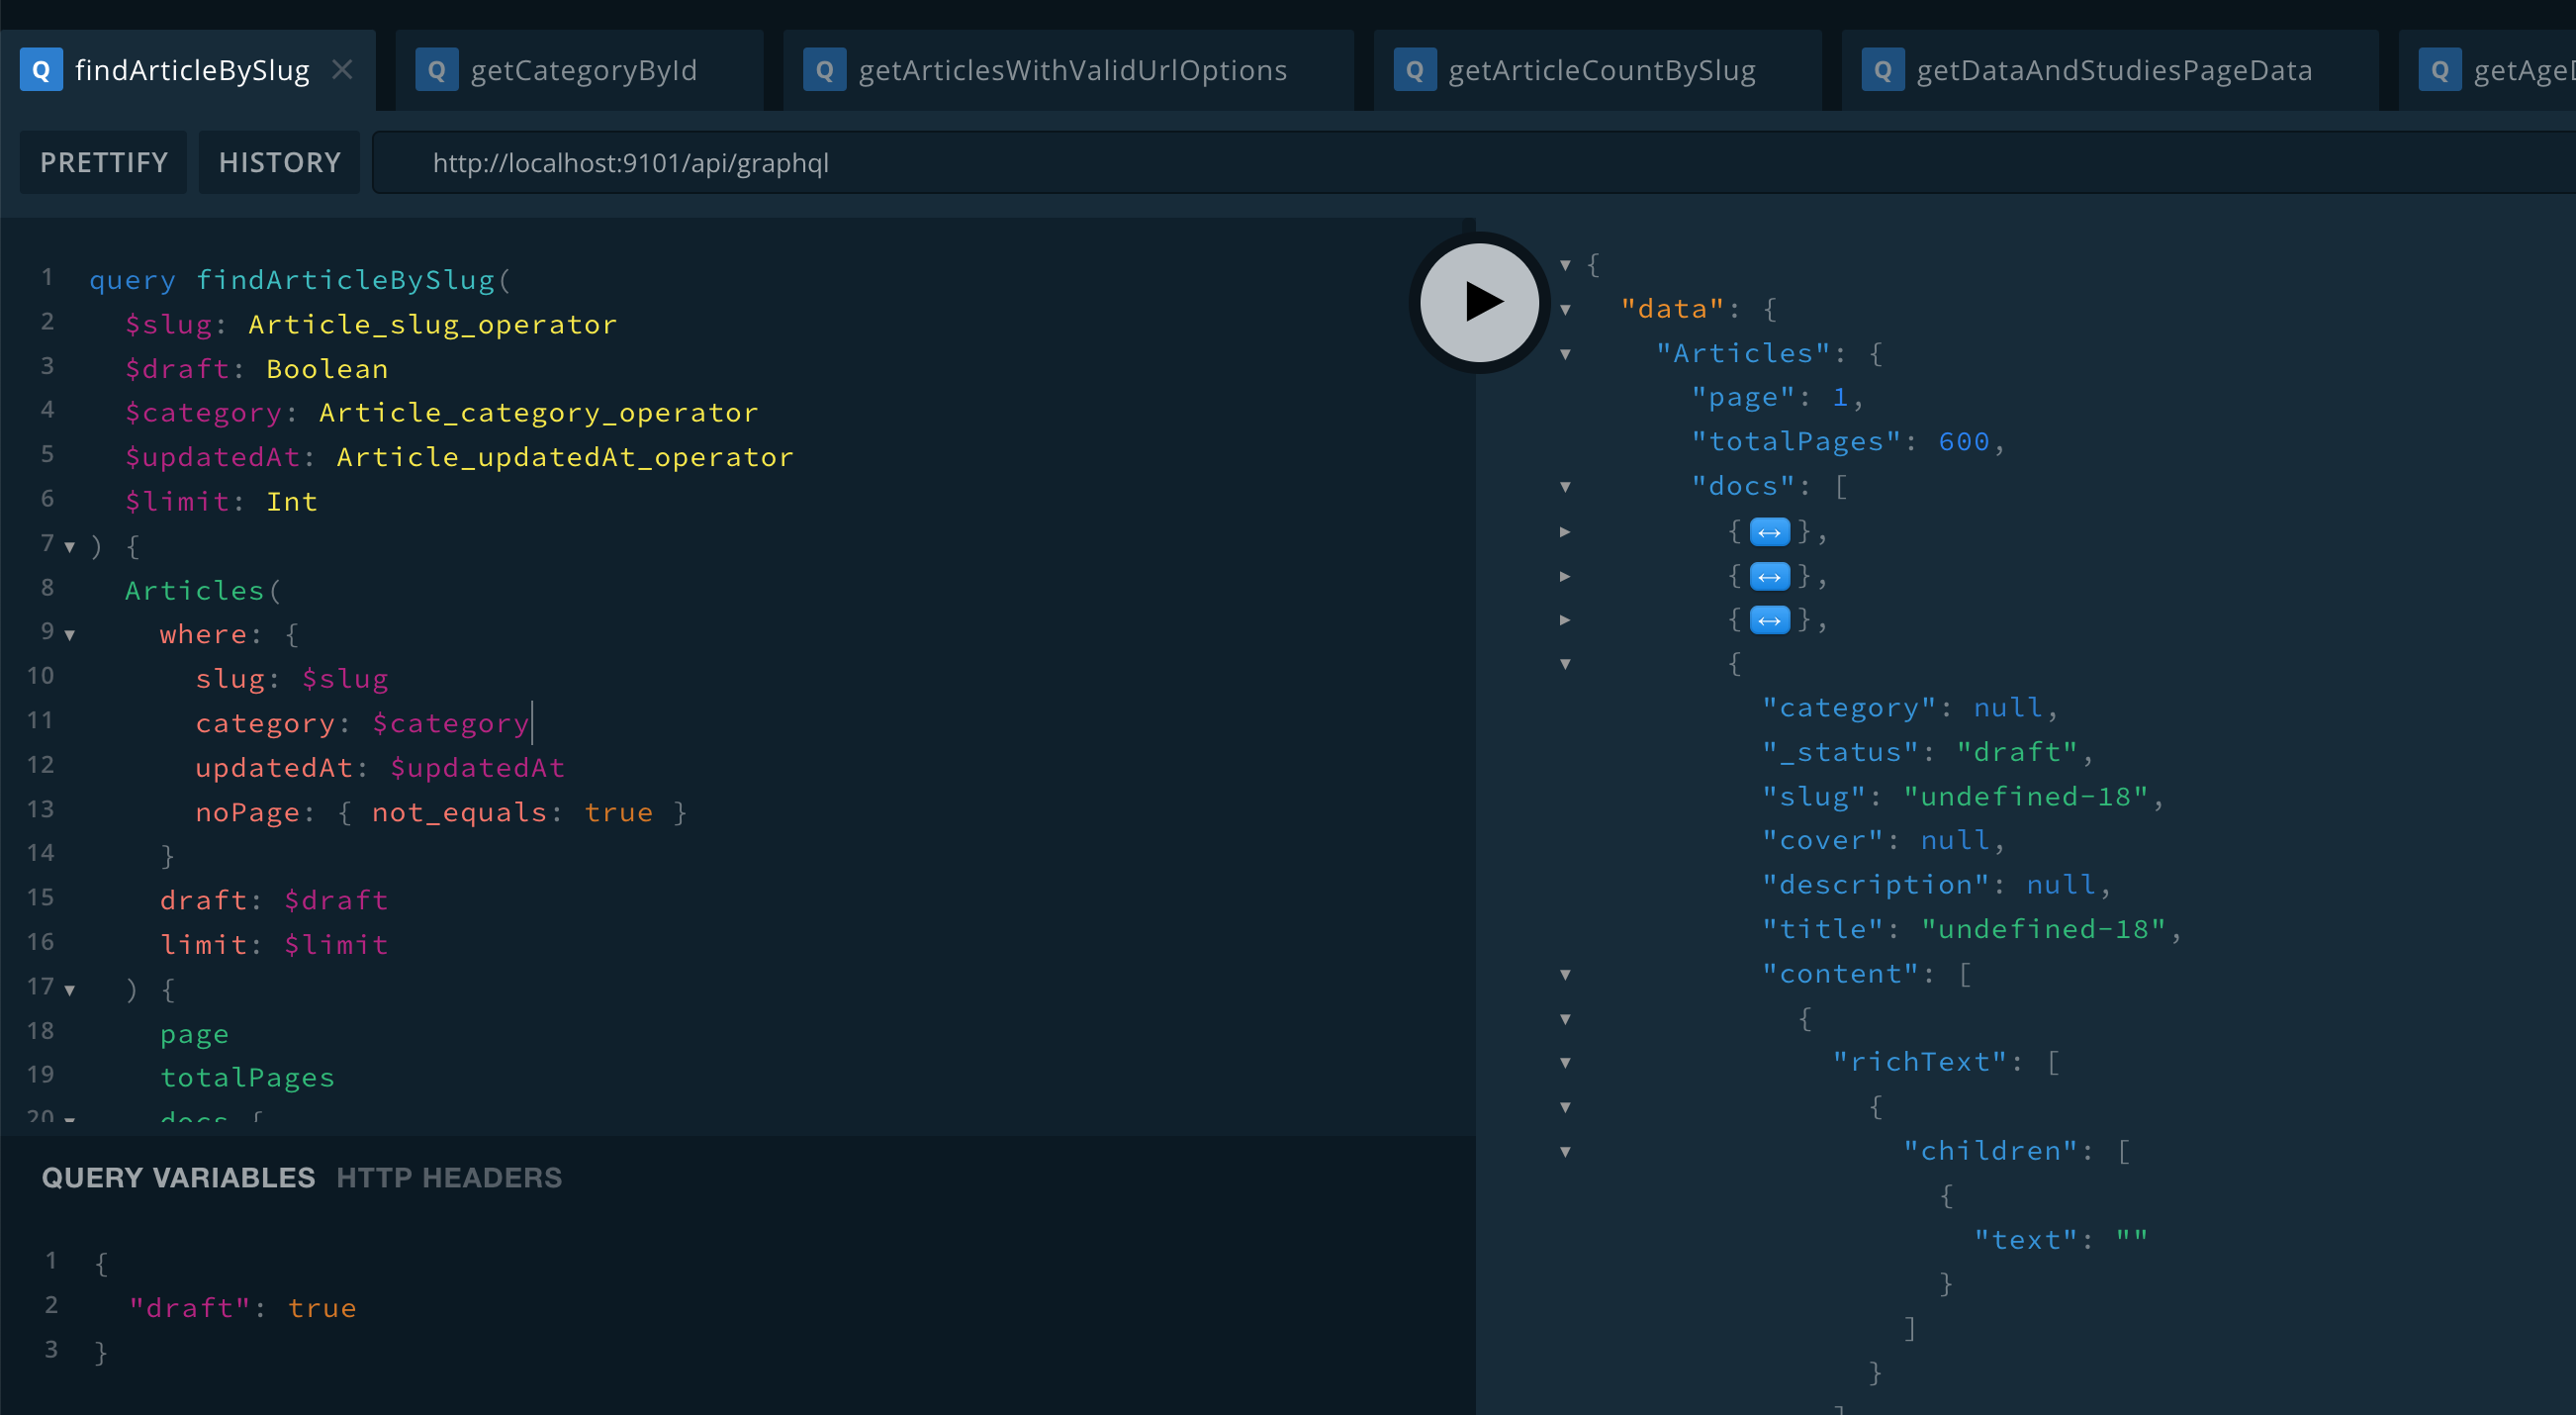 Q findArticleBySlug ×
Q getCategoryById
Q getArticlesWithValidUrlOptions
Q getArticleCountBySlug
Q getDataAndStudiesPageData
Q getAge
PRETTIFY
HISTORY
http://localhost:9101/api/graphql
1 query findArticleBySlug(
2 $slug: Article_slug_operator
3 $draft: Boolean
4 $category: Article_category_operator
5 $updatedAt: Article_updatedAt_operator
6 $limit: Int
7 ) {
8 Articles(
9 where: {
10 slug: $slug
11 category: $category
12 updatedAt: $updatedAt
13 noPage: { not_equals: true }
14 }
15 draft: $draft
16 limit: $limit
17 ) {
18 page
19 totalPages
20 docs {
QUERY VARIABLES HTTP HEADERS
1 {
2 "draft": true
3 }
{
"data": {
"Articles": {
"page": 1,
"totalPages": 600,
"docs": [
{↔},
{↔},
{↔},
{
"category": null,
"_status": "draft",
"slug": "undefined-18",
"cover": null,
"description": null,
"title": "undefined-18",
"content": [
{
"richText": [
{
"children": [
{
"text": ""
}
]
}
]